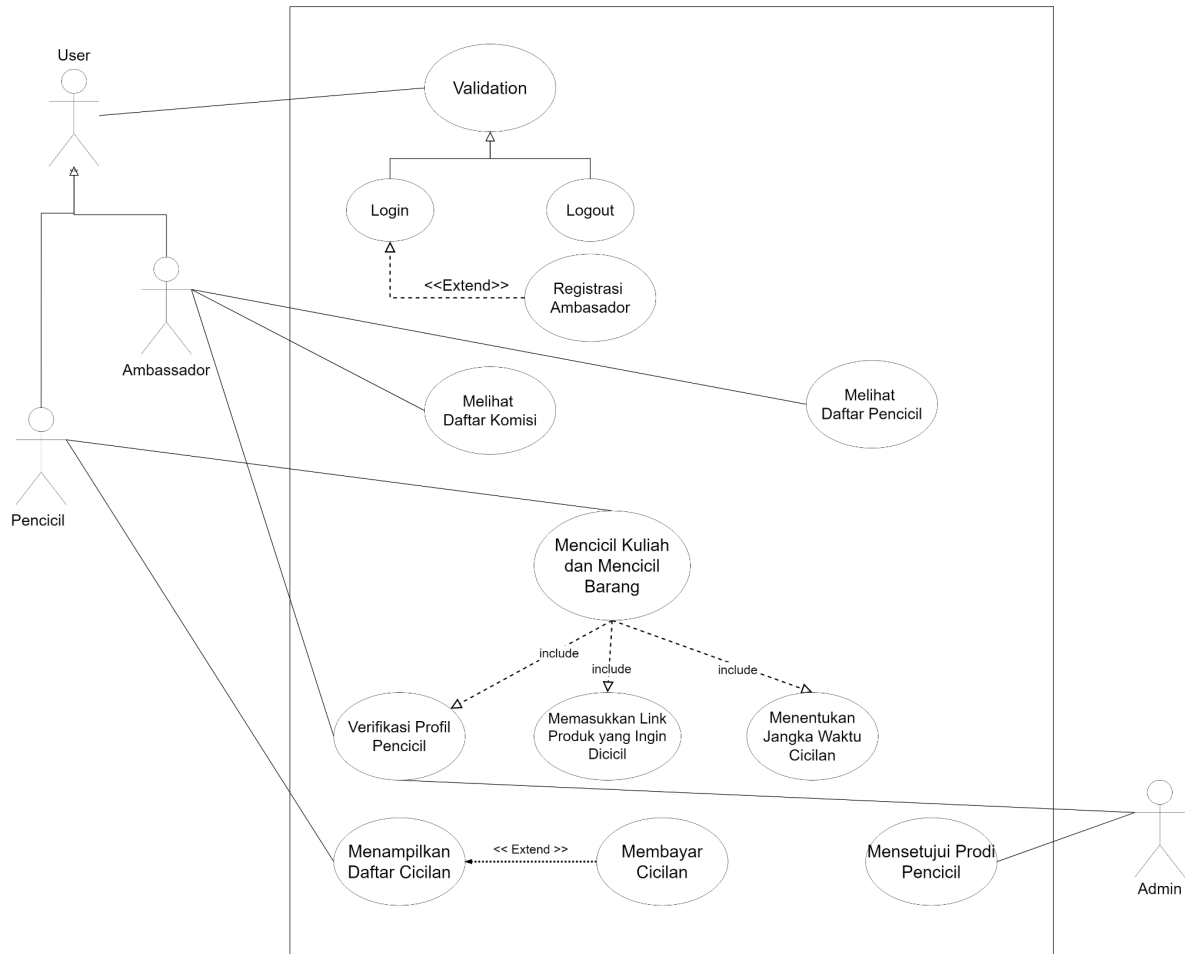 User
Validation
Login
Logout
<<Extend>>
Registrasi
Ambasador
Ambassador
Melihat
Daftar Komisi
Melihat
Daftar Pencicil
Pencicil
Mencicil Kuliah
dan Mencicil
Barang
include
include
include
Verifikasi Profil
Pencicil
Memasukkan Link
Produk yang Ingin
Dicicil
Menentukan
Jangka Waktu
Cicilan
Menampilkan
Daftar Cicilan
<< Extend >>
Membayar
Cicilan
Mensetujui Prodi
Pencicil
Admin